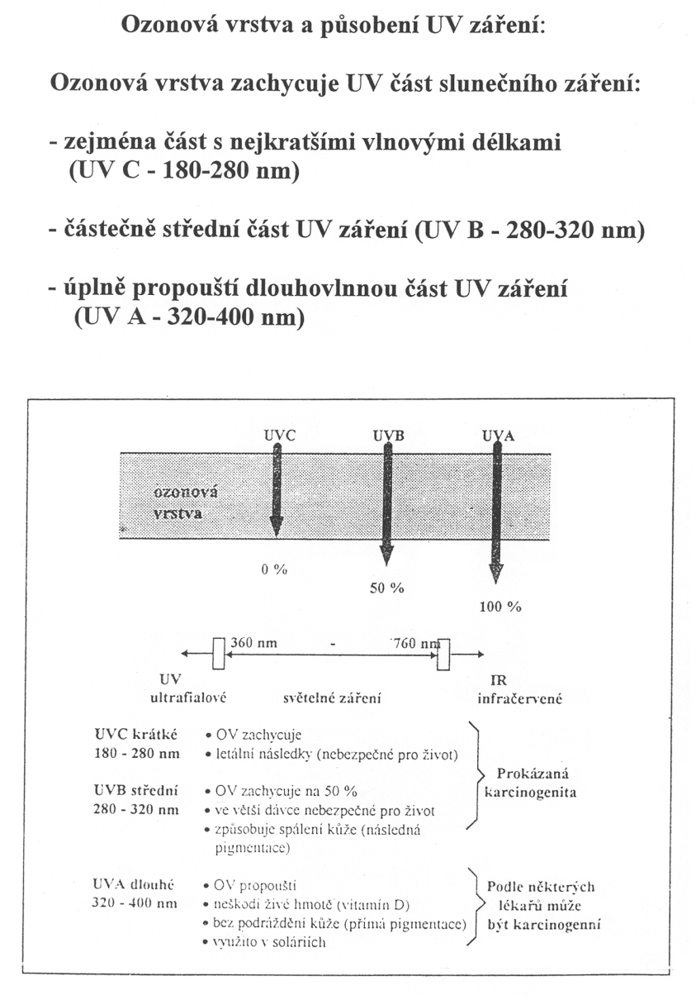 Ozonová vrstva a působení UV záření:
Ozonová vrstva zachycuje UV část slunečního záření:
- zejména část s nejkratšími vlnovými délkami
(UV C - 180-280 nm)
- částečně střední část UV záření (UV B - 280-320 nm)
- úplně propouští dlouhovlnnou část UV záření
(UV A - 320-400 nm)
UVC UVB UVA
ozonová
vrstva
0 %
50 %
100 %
360 nm - 760 nm
UV IR
ultrafialové světelné záření infračervené
UVC krátké • OV zachycuje
180 - 280 nm • letální následky (nebezpečné pro život)
Prokázaná
karcinogenita
UVB střední • OV zachycuje na 50 %
280 - 320 nm • ve větší dávce nebezpečné pro život
• způsobuje spálení kůže (následná
pigmentace)
UVA dlouhé • OV propouští
320 - 400 nm • neškodí živé hmotě (vitamín D)
• bez podráždění kůže (přímá pigmentace)
• využito v soláriích
Podle některých
lékařů může
být karcinogenní